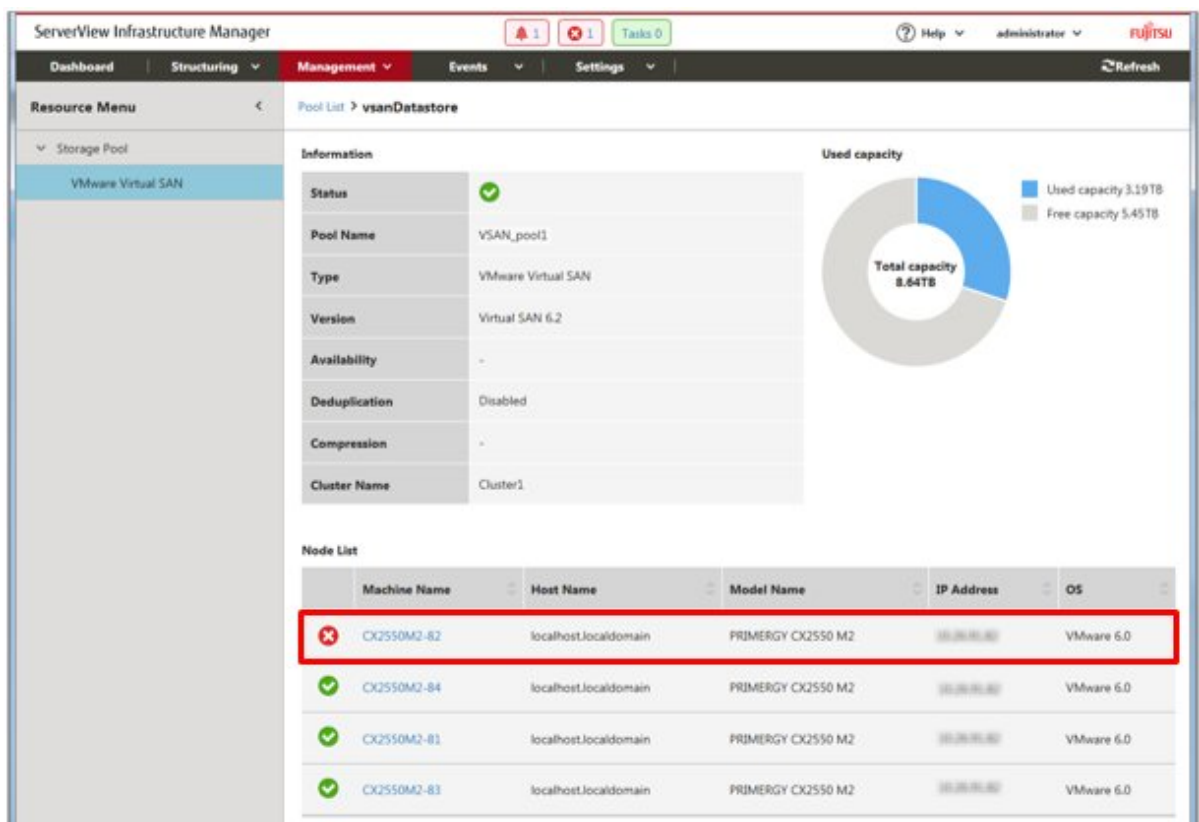 ServerView Infrastructure Manager
1
1
Tasks 0
Help
administrator
FUJITSU
Dashboard
Structuring
Management
Events
Settings
Refresh
Resource Menu
Pool List > vsanDatastore
Storage Pool
VMware Virtual SAN
Information
Status
Pool Name VSAN_pool1
Type VMware Virtual SAN
Version Virtual SAN 6.2
Availability -
Deduplication Disabled
Compression -
Cluster Name Cluster1
Used capacity
Used capacity 3.19TB
Free capacity 5.45TB
Total capacity
8.64TB
Node List
Machine Name Host Name Model Name IP Address OS
CX2550M2-82 localhost.localdomain PRIMERGY CX2550 M2 VMware 6.0
CX2550M2-84 localhost.localdomain PRIMERGY CX2550 M2 VMware 6.0
CX2550M2-81 localhost.localdomain PRIMERGY CX2550 M2 VMware 6.0
CX2550M2-83 localhost.localdomain PRIMERGY CX2550 M2 VMware 6.0